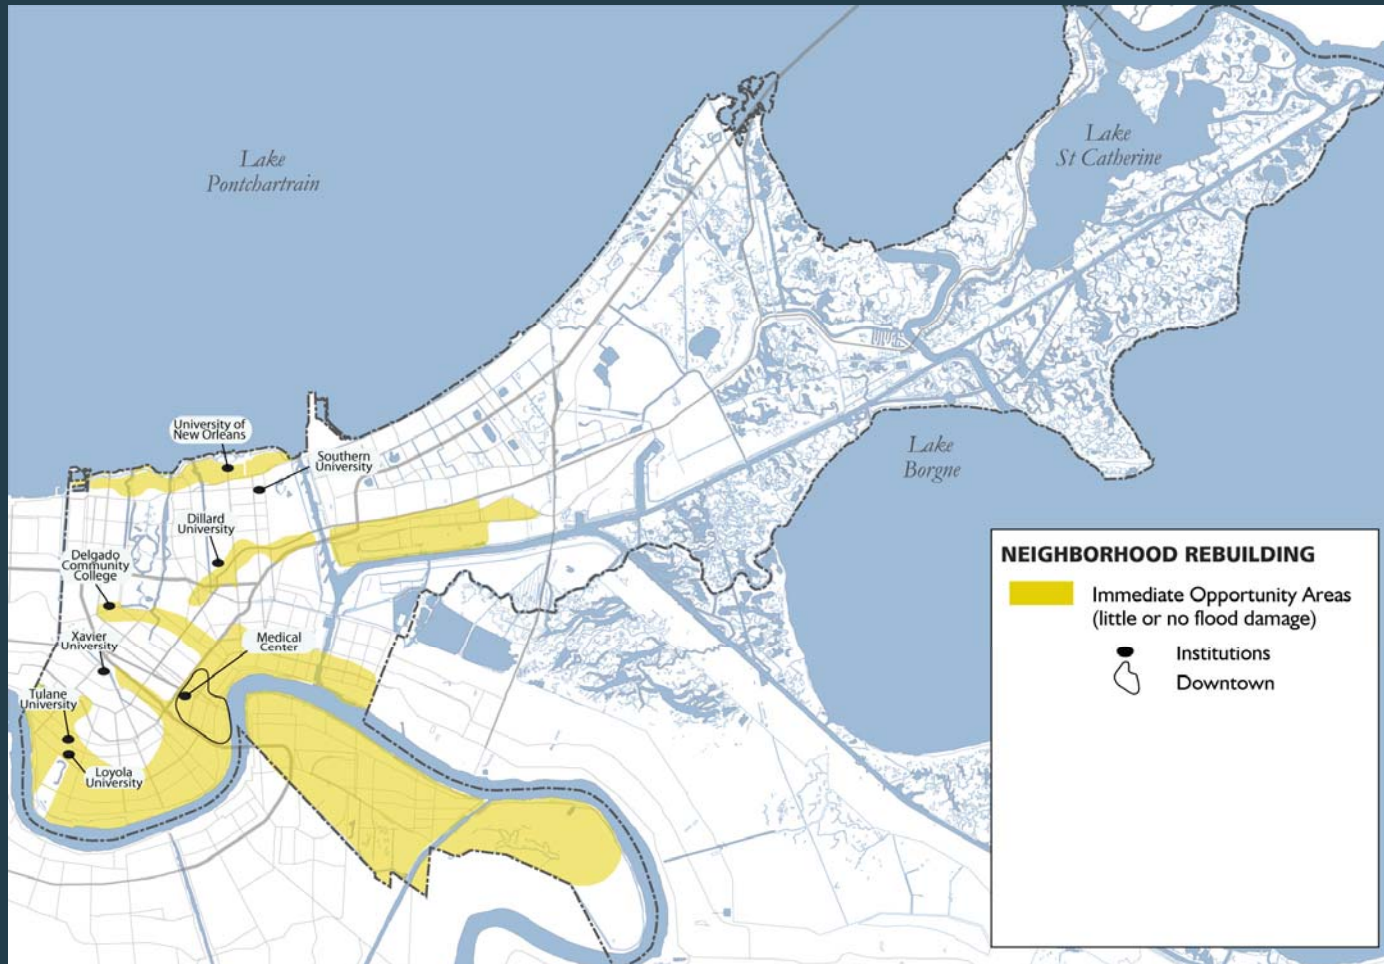 Lake
Pontchartrain
Lake
St Catherine
Lake
Borgne
University of
New Orleans
Southern
University
Dillard
University
Delgado
Community
College
Xavier
University
Medical
Center
Tulane
University
Loyola
University
NEIGHBORHOOD REBUILDING
Immediate Opportunity Areas
(little or no flood damage)
Institutions
Downtown